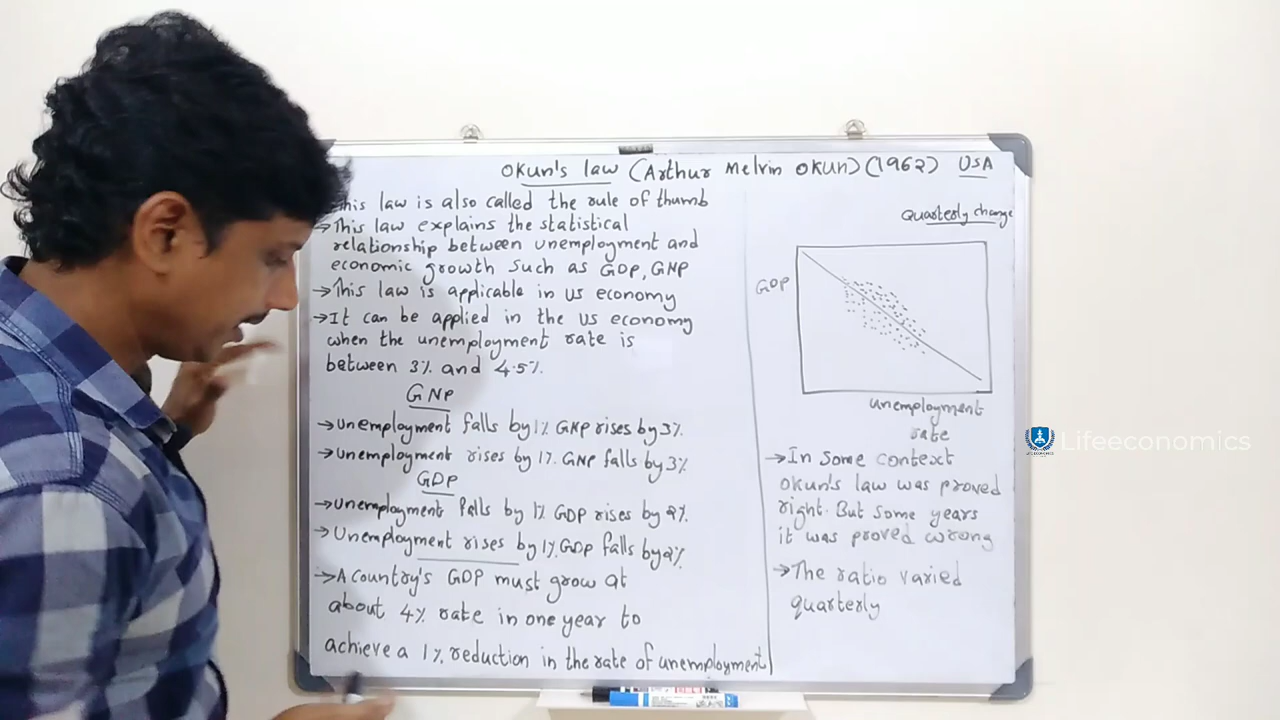 Okun's law (Arthur Melvin Okun) (1962) USA
This law is also called the rule of thumb
→ This law explains the statistical
relationship between unemployment and
economic growth such as GDP, GNP
→ This law is applicable in US economy
→ It can be applied in the US economy
when the unemployment rate is
between 3% and 4.5%.
GNP
→ Unemployment falls by 1% GNP rises by 3%.
→ Unemployment rises by 1% GNP falls by 3%
GDP
→ Unemployment falls by 1% GDP rises by 2%.
→ Unemployment rises by 1% GDP falls by 2%
→ A country's GDP must grow at
about 4% rate in one year to
achieve a 1% reduction in the rate of unemployment
Quarterly change
GDP
unemployment
rate
→ In some context
Okun's law was proved
right. But some years
it was proved wrong
→ The ratio varied
quarterly
Lifeeconomics